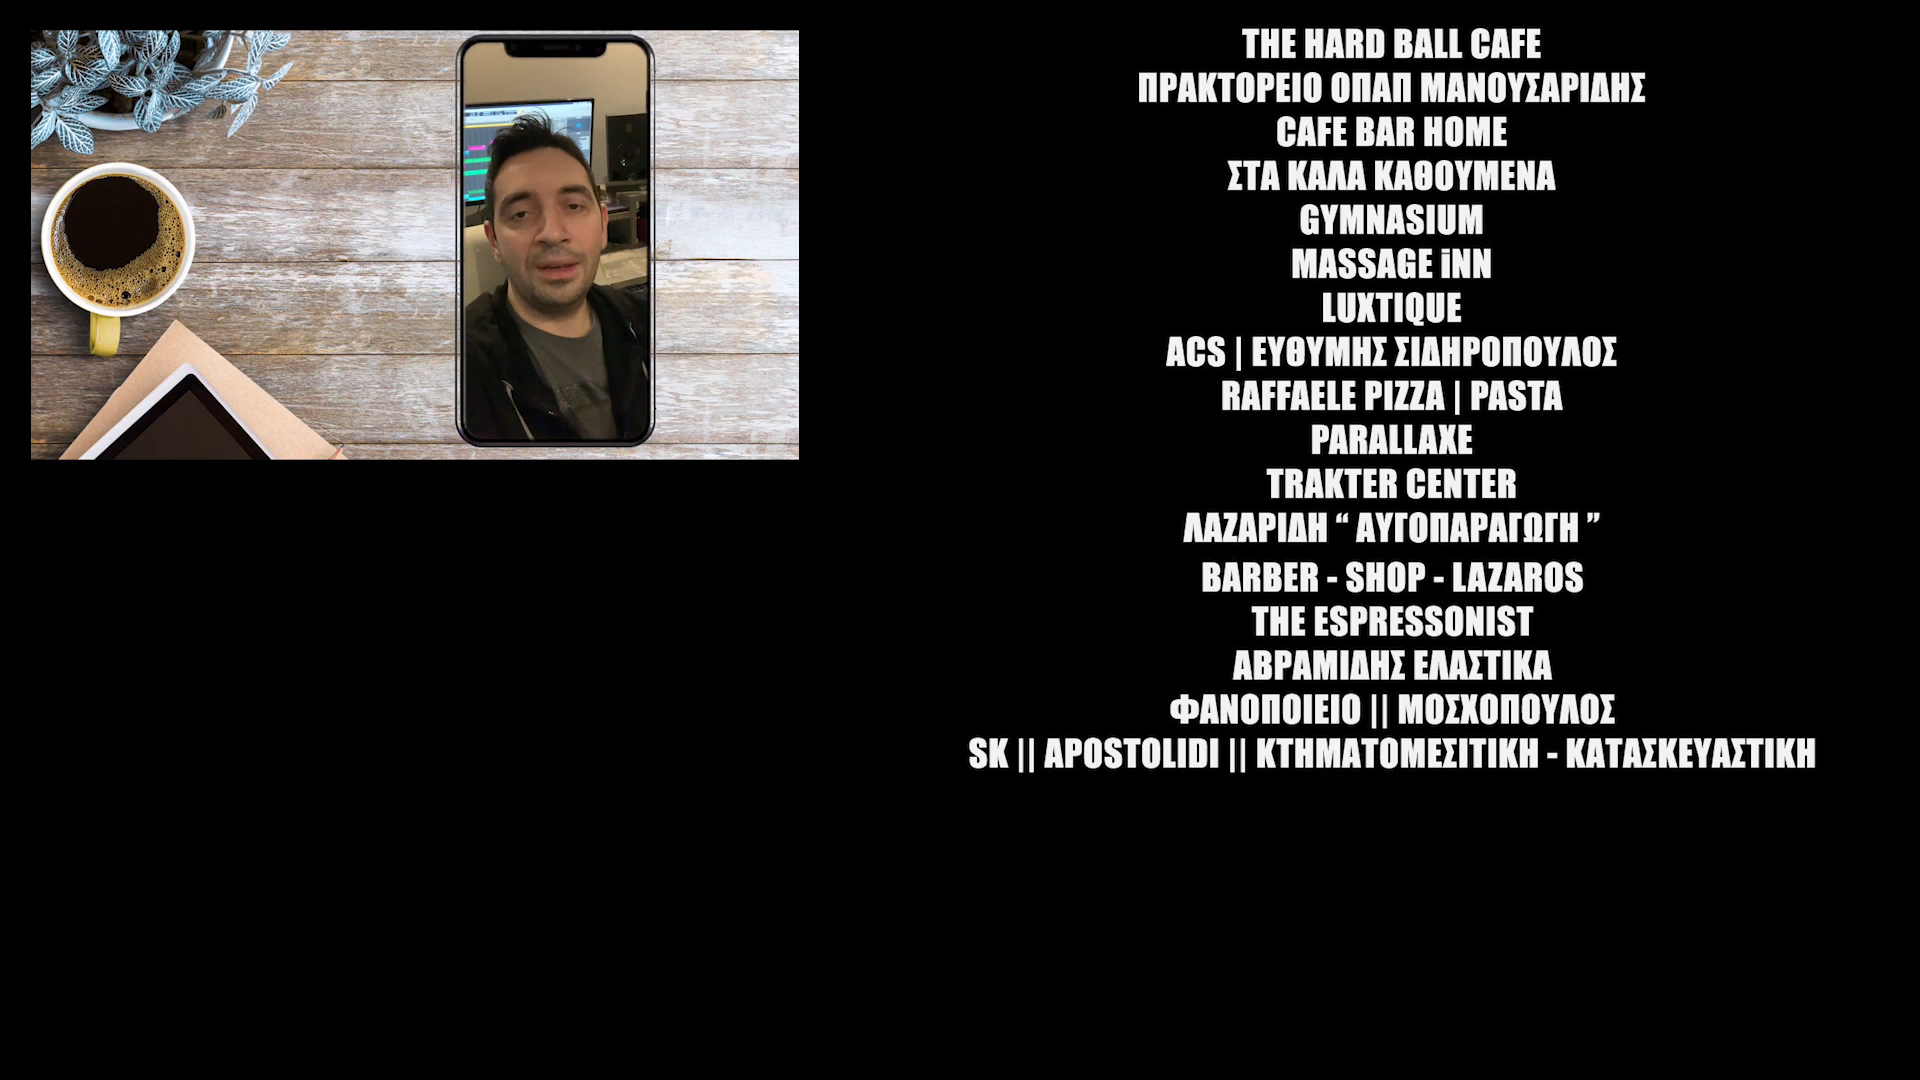 THE HARD BALL CAFE
ΠΡΑΚΤΟΡΕΙΟ ΟΠΑΠ ΜΑΝΟΥΣΑΡΙΔΗΣ
CAFE BAR HOME
ΣΤΑ ΚΑΛΑ ΚΑΘΟΥΜΕΝΑ
GYMNASIUM
MASSAGE iNN
LUXTIQUE
ACS | ΕΥΘΥΜΗΣ ΣΙΔΗΡΟΠΟΥΛΟΣ
RAFFAELE PIZZA | PASTA
PARALLAXE
TRAKTER CENTER
ΛΑΖΑΡΙΔΗ “ ΑΥΓΟΠΑΡΑΓΩΓΗ ”
BARBER - SHOP - LAZAROS
THE ESPRESSONIST
ΑΒΡΑΜΙΔΗΣ ΕΛΑΣΤΙΚΑ
ΦΑΝΟΠΟΙΕΙΟ || ΜΟΣΧΟΠΟΥΛΟΣ
SK || APOSTOLIDI || ΚΤΗΜΑΤΟΜΕΣΙΤΙΚΗ - ΚΑΤΑΣΚΕΥΑΣΤΙΚΗ